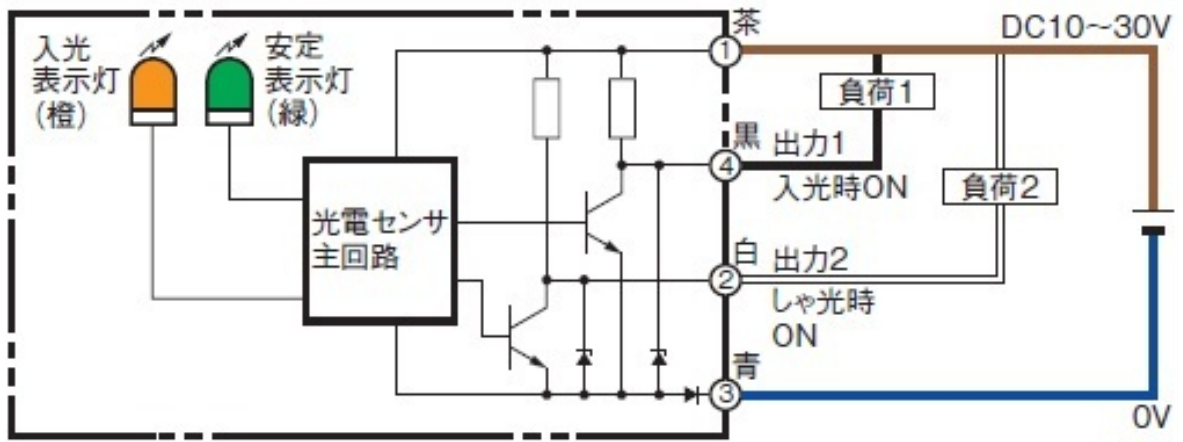 入光
表示灯
(橙)
安定
表示灯
(緑)
光電センサ
主回路
茶
①
DC10～30V
負荷1
黒
④
出力1
入光時ON
負荷2
白
②
出力2
しゃ光時
ON
青
③
0V